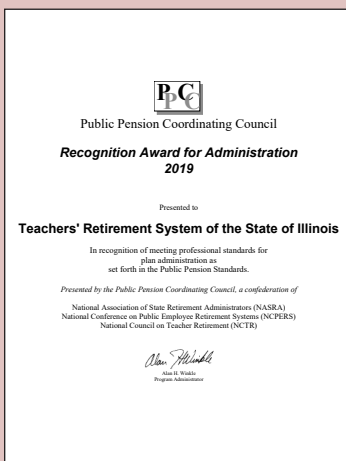 PPCC
Public Pension Coordinating Council
Recognition Award for Administration
2019
Presented to
Teachers' Retirement System of the State of Illinois
In recognition of meeting professional standards for
plan administration as
set forth in the Public Pension Standards.
Presented by the Public Pension Coordinating Council, a confederation of
National Association of State Retirement Administrators (NASRA)
National Conference on Public Employee Retirement Systems (NCPERS)
National Council on Teacher Retirement (NCTR)
Alan H. Winkle
Alan H. Winkle
Program Administrator